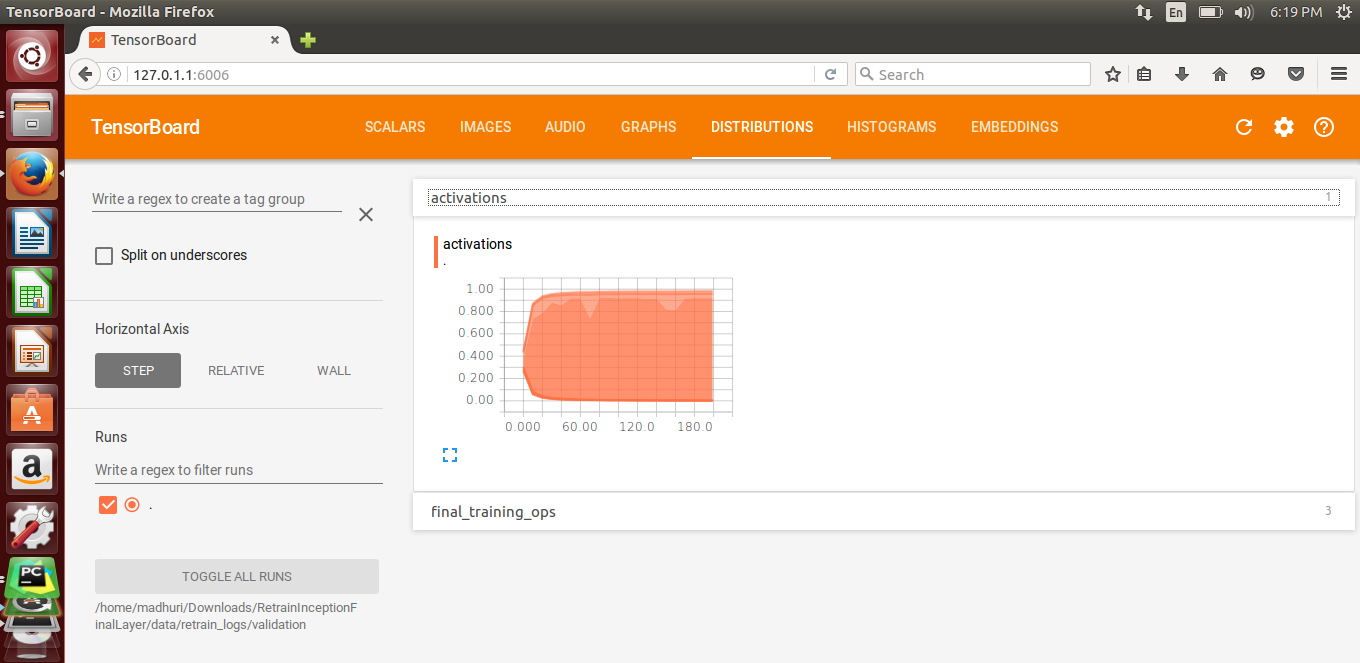 TensorBoard - Mozilla Firefox
En
6:19 PM
TensorBoard
127.0.1.1:6006
Search
TensorBoard
SCALARS
IMAGES
AUDIO
GRAPHS
DISTRIBUTIONS
HISTOGRAMS
EMBEDDINGS
Write a regex to create a tag group
Split on underscores
Horizontal Axis
STEP
RELATIVE
WALL
Runs
Write a regex to filter runs
.
TOGGLE ALL RUNS
/home/madhuri/Downloads/RetrainInceptionF
inalLayer/data/retrain_logs/validation
activations
1
activations
.
1.00
0.800
0.600
0.400
0.200
0.00
0.000 60.00 120.0 180.0
final_training_ops
3
PC
a